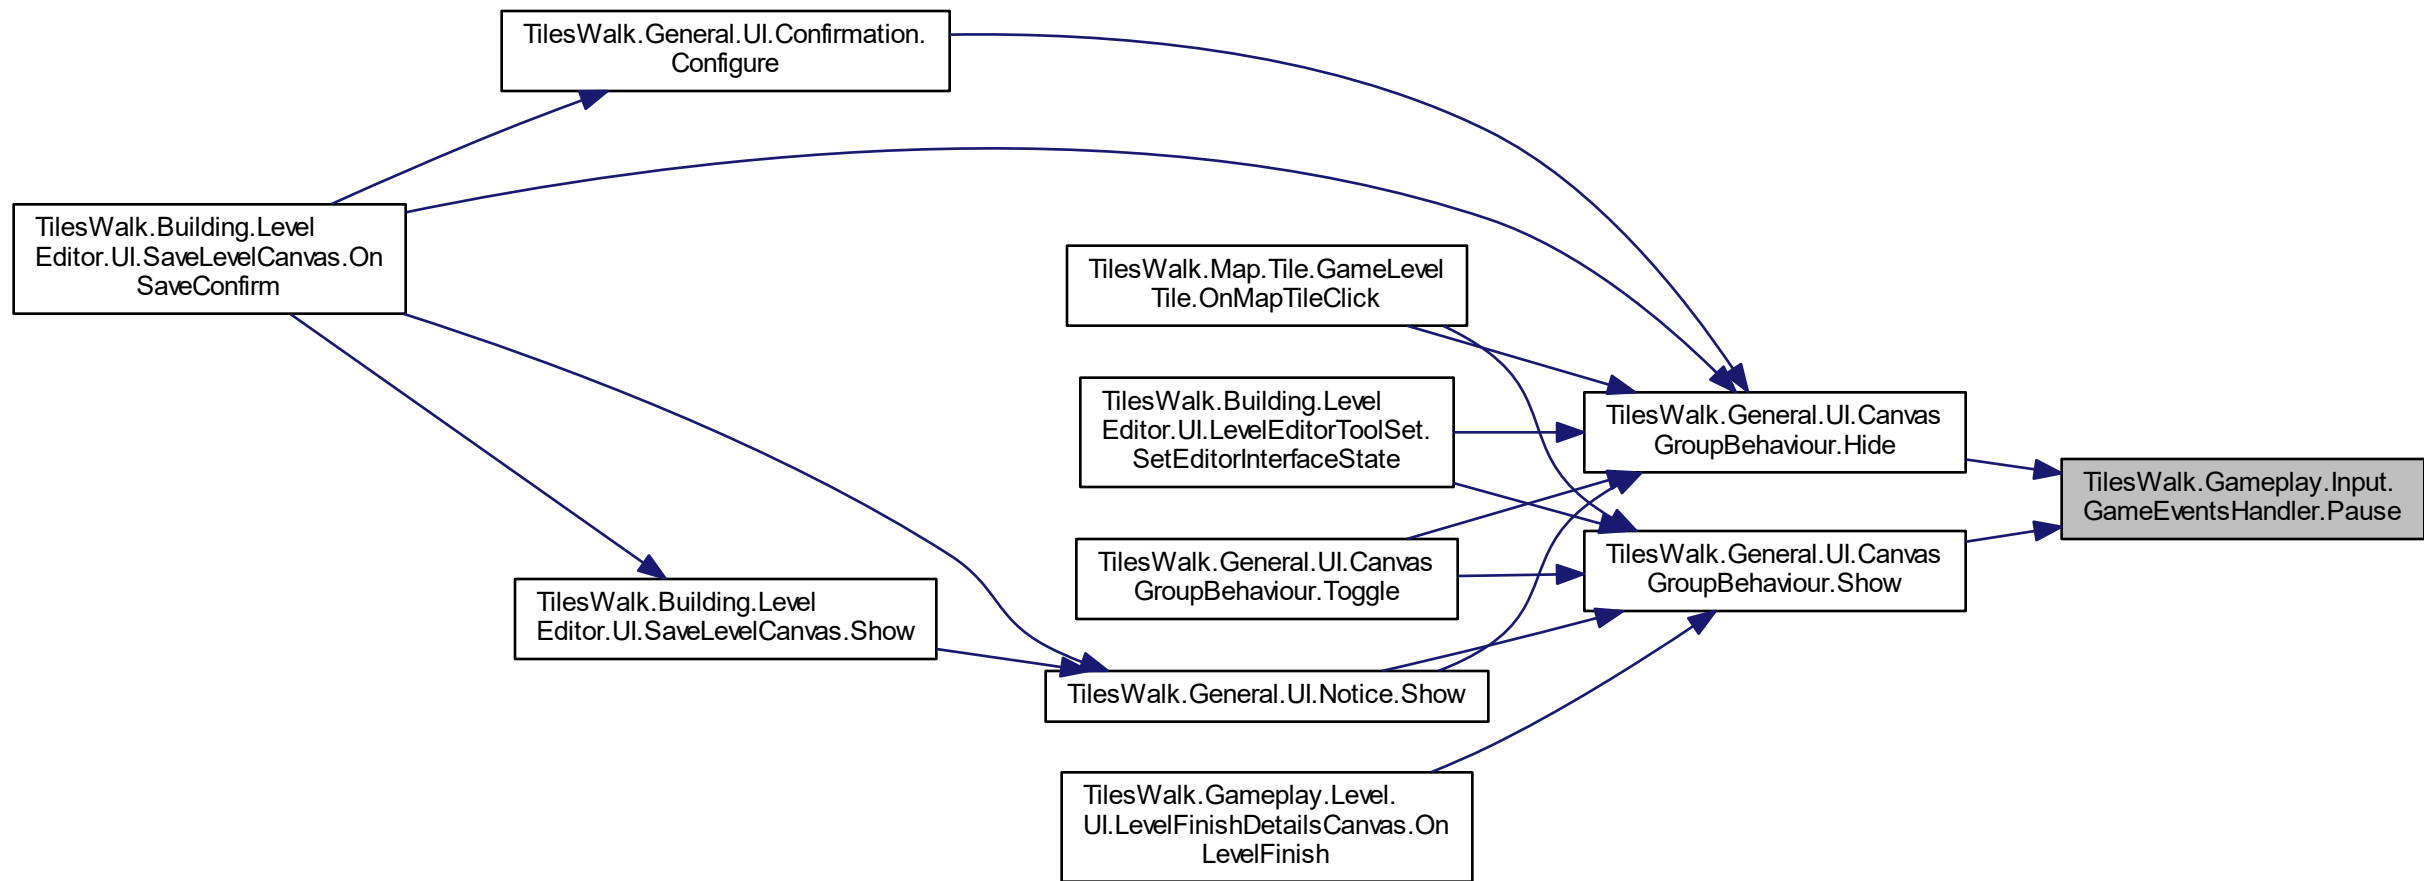 TilesWalk.General.UI.Confirmation.
Configure
TilesWalk.Building.Level
Editor.UI.SaveLevelCanvas.On
SaveConfirm
TilesWalk.Map.Tile.GameLevel
Tile.OnMapTileClick
TilesWalk.Building.Level
Editor.UI.LevelEditorToolSet.
SetEditorInterfaceState
TilesWalk.General.UI.Canvas
GroupBehaviour.Hide
TilesWalk.Gameplay.Input.
GameEventsHandler.Pause
TilesWalk.General.UI.Canvas
GroupBehaviour.Toggle
TilesWalk.General.UI.Canvas
GroupBehaviour.Show
TilesWalk.Building.Level
Editor.UI.SaveLevelCanvas.Show
TilesWalk.General.UI.Notice.Show
TilesWalk.Gameplay.Level.
UI.LevelFinishDetailsCanvas.On
LevelFinish